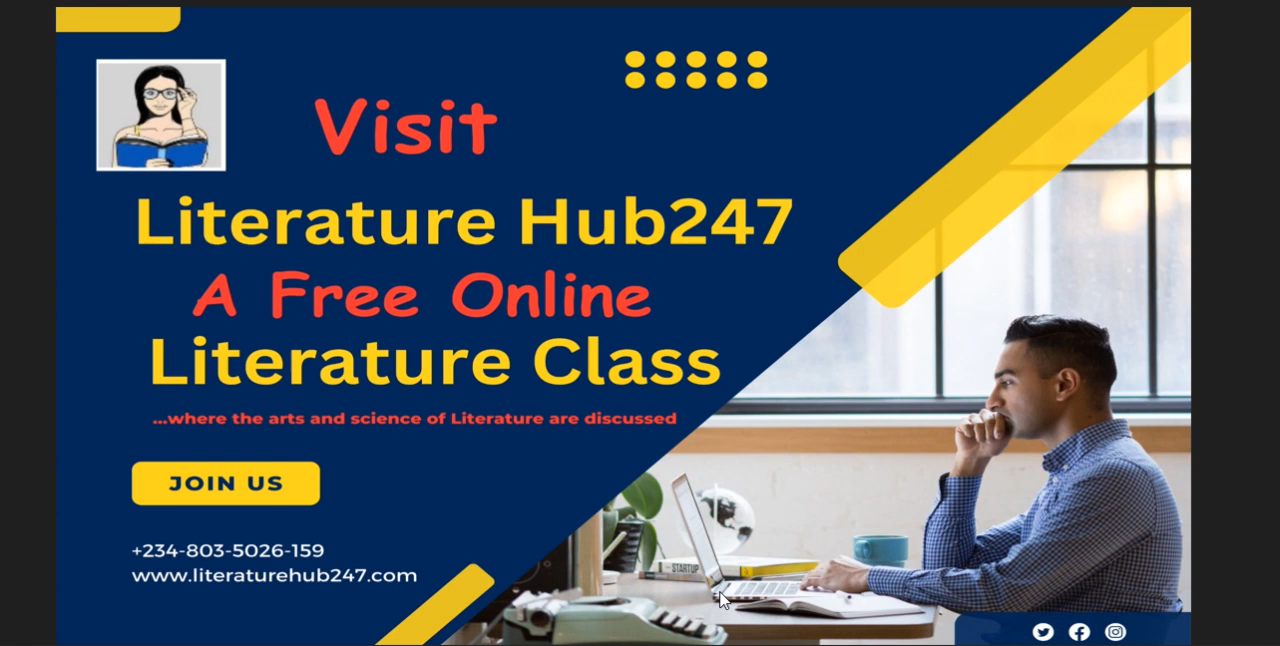 Visit
Literature Hub247
A Free Online
Literature Class
...where the arts and science of Literature are discussed
JOIN US
+234-803-5026-159
www.literaturehub247.com
STARTUP